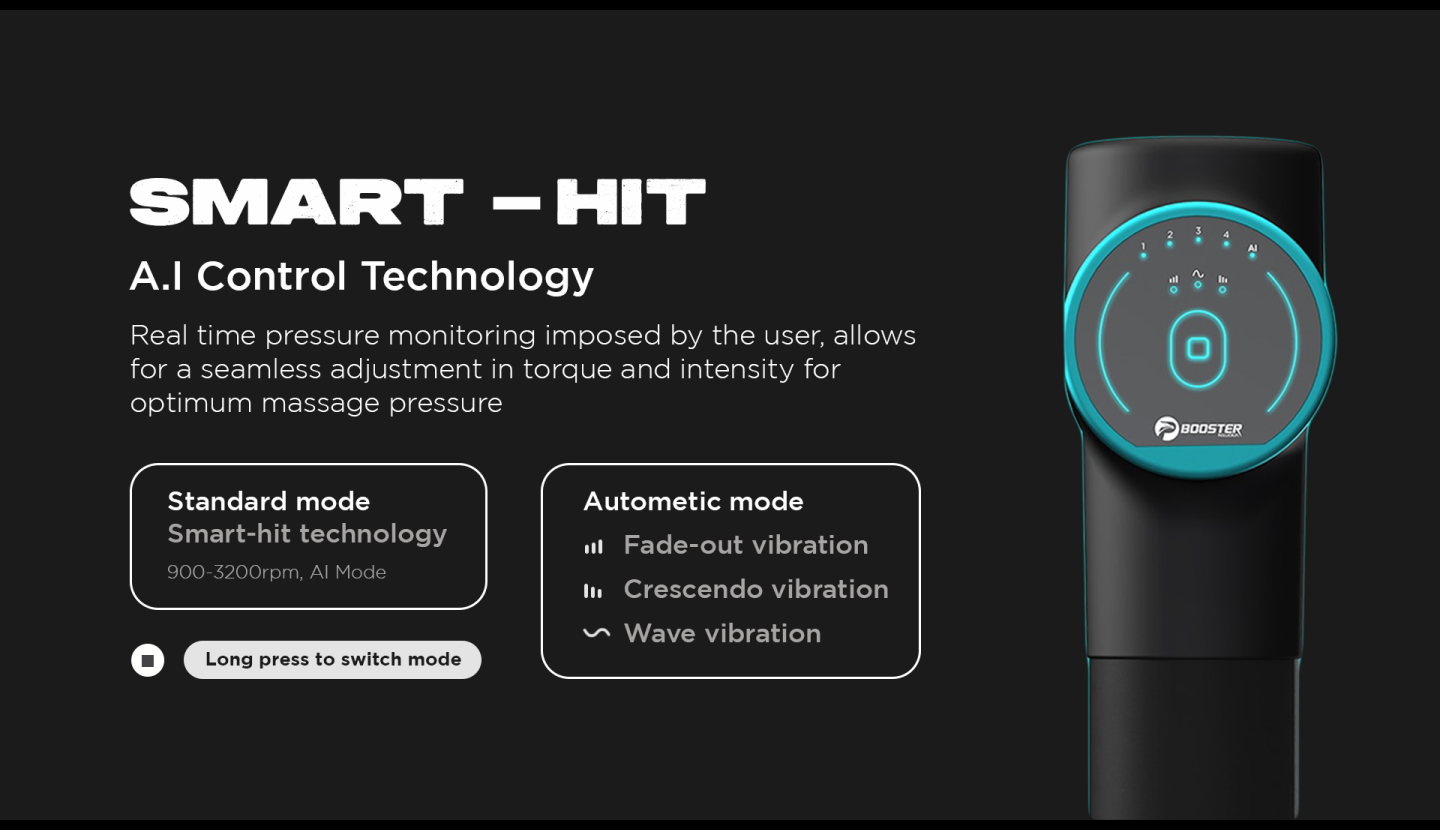 SMART - HIT
A.I Control Technology
Real time pressure monitoring imposed by the user, allows
for a seamless adjustment in torque and intensity for
optimum massage pressure
Standard mode
Smart-hit technology
900-3200rpm, AI Mode
Long press to switch mode
Autometic mode
Fade-out vibration
Crescendo vibration
Wave vibration
1 2 3 4 AI
BOOSTER